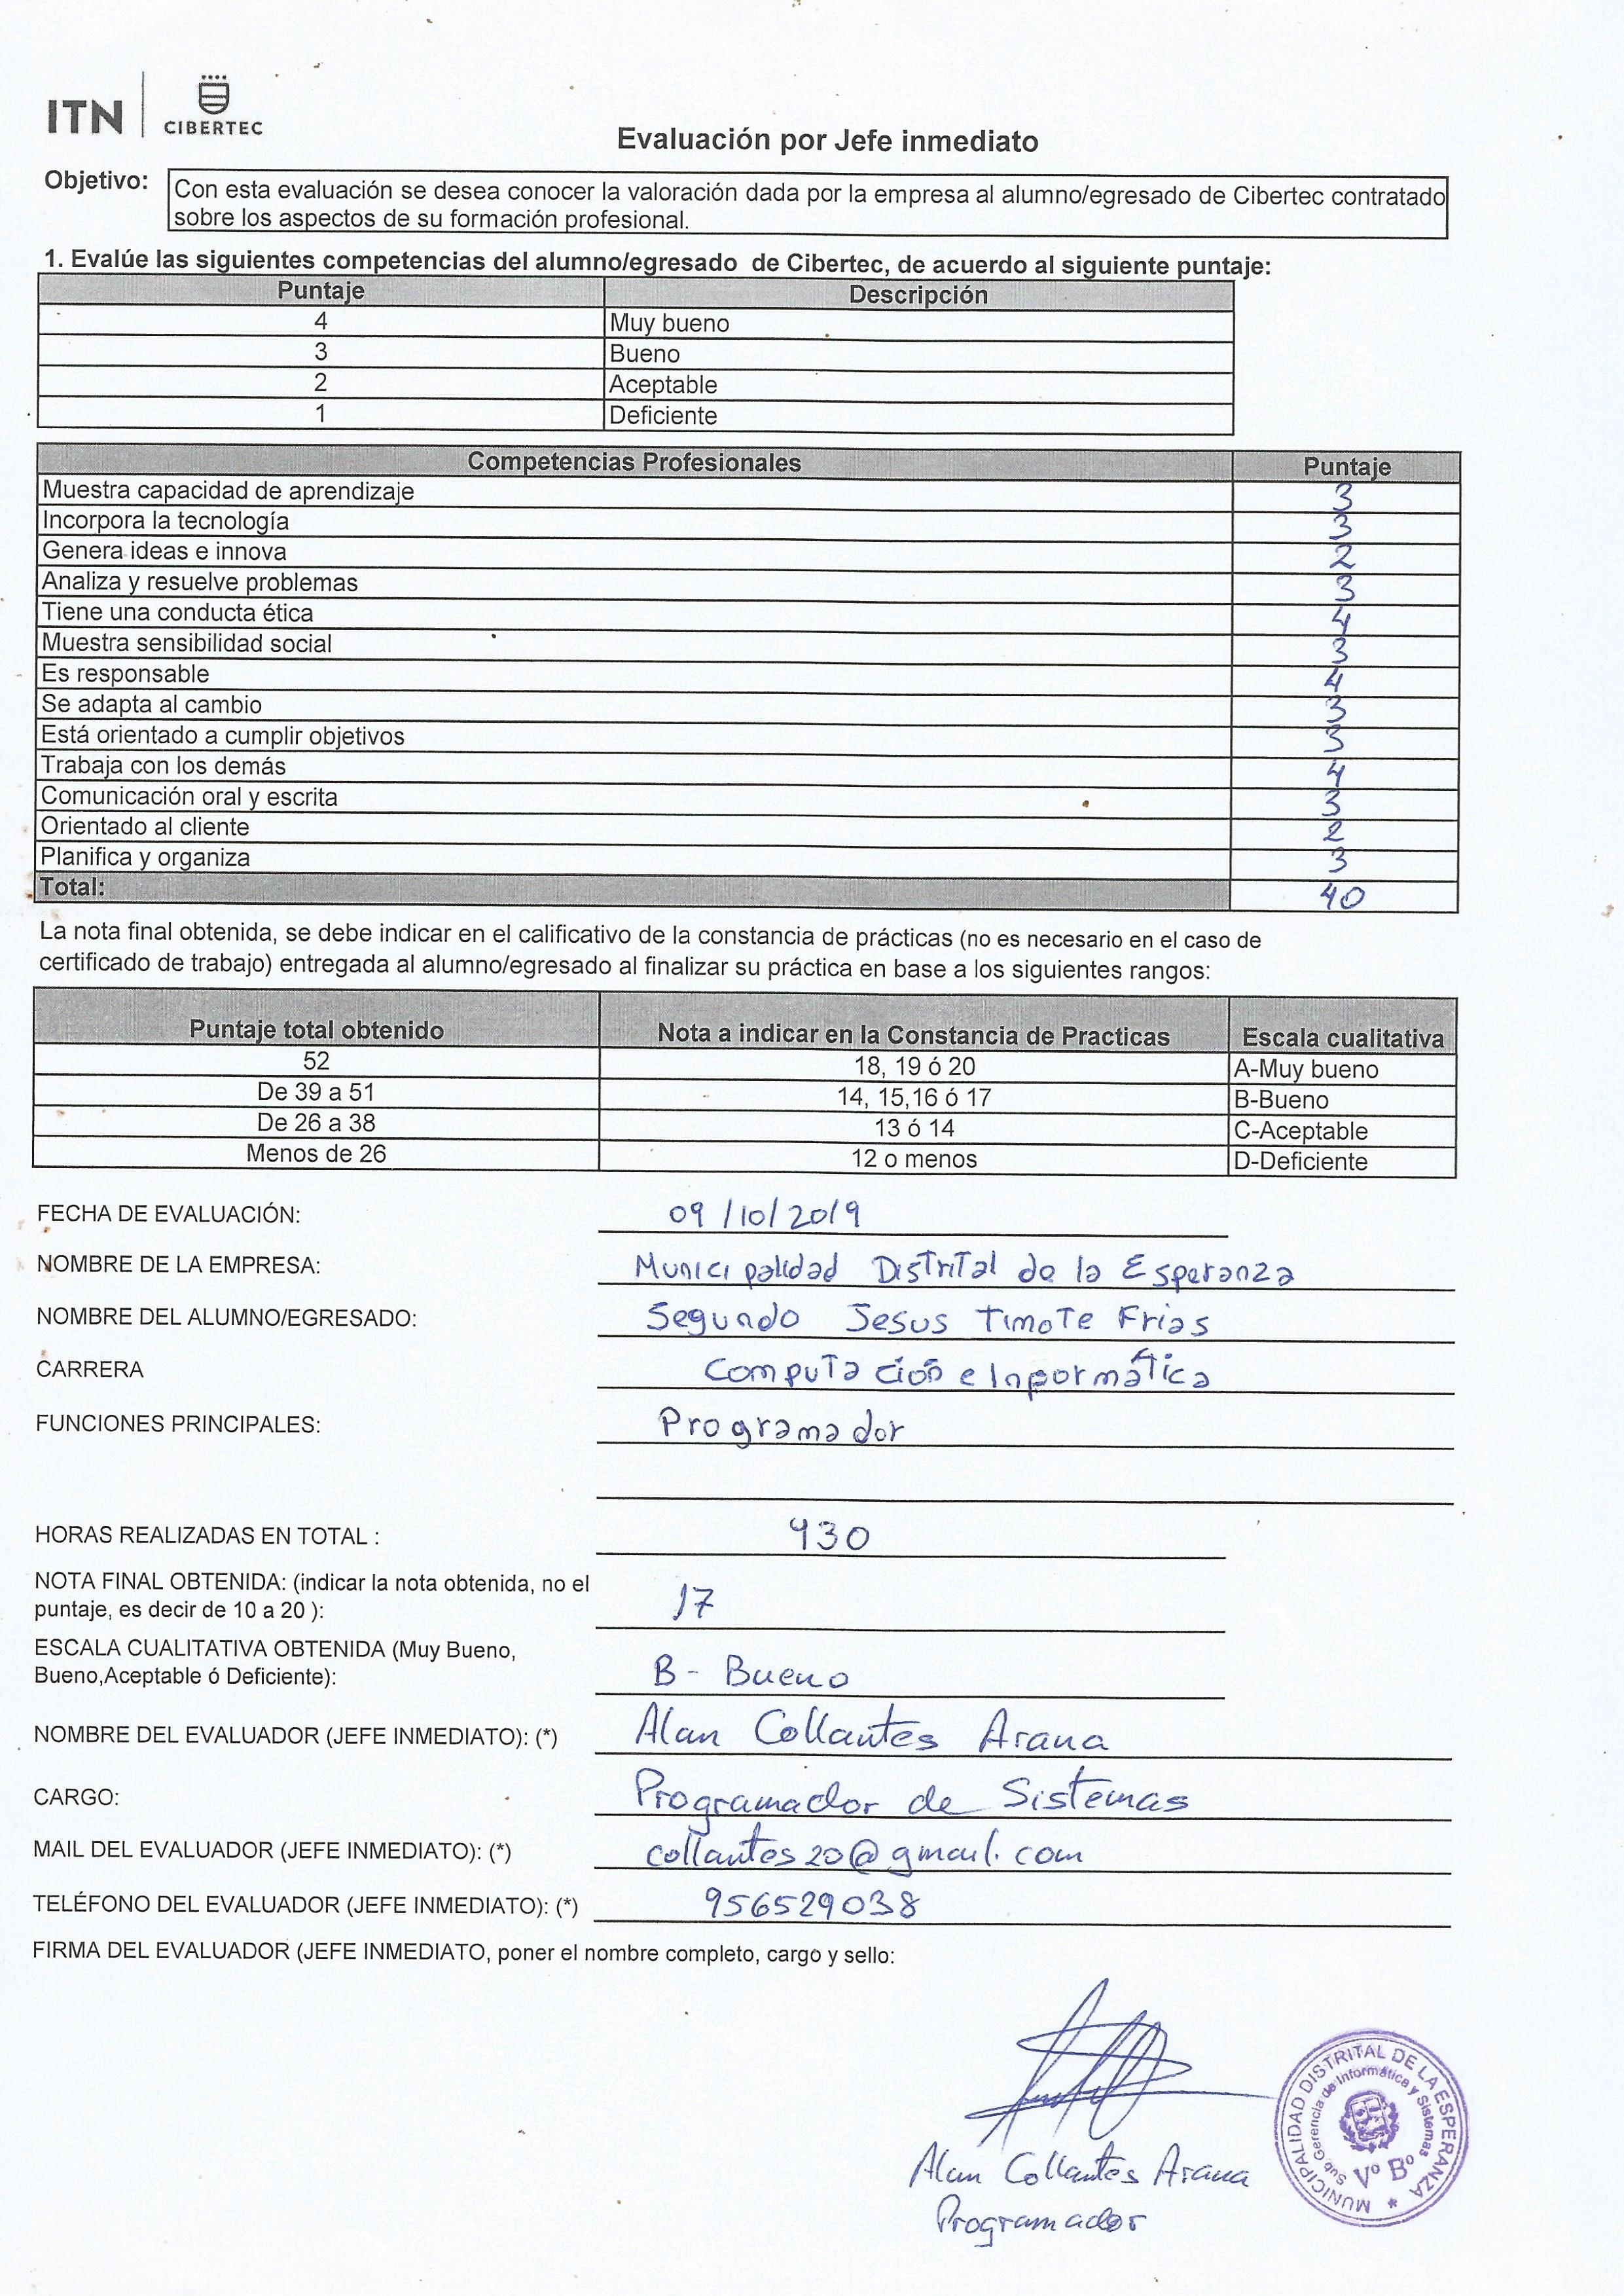 ITN CIBERTEC
Evaluación por Jefe inmediato
Objetivo: Con esta evaluación se desea conocer la valoración dada por la empresa al alumno/egresado de Cibertec contratado
sobre los aspectos de su formación profesional.
1. Evalúe las siguientes competencias del alumno/egresado de Cibertec, de acuerdo al siguiente puntaje:
Puntaje Descripción
4 Muy bueno
3 Bueno
2 Aceptable
1 Deficiente
Competencias Profesionales Puntaje
Muestra capacidad de aprendizaje 3
Incorpora la tecnología 3
Genera ideas e innova 2
Analiza y resuelve problemas 3
Tiene una conducta ética 4
Muestra sensibilidad social 3
Es responsable 4
Se adapta al cambio 3
Está orientado a cumplir objetivos 3
Trabaja con los demás 4
Comunicación oral y escrita 3
Orientado al cliente 2
Planifica y organiza 3
Total: 40
La nota final obtenida, se debe indicar en el calificativo de la constancia de prácticas (no es necesario en el caso de
certificado de trabajo) entregada al alumno/egresado al finalizar su práctica en base a los siguientes rangos:
Puntaje total obtenido Nota a indicar en la Constancia de Practicas Escala cualitativa
52 18, 19 ó 20 A-Muy bueno
De 39 a 51 14, 15,16 ó 17 B-Bueno
De 26 a 38 13 ó 14 C-Aceptable
Menos de 26 12 o menos D-Deficiente
FECHA DE EVALUACIÓN: 09/10/2019
NOMBRE DE LA EMPRESA: Municipalidad Distrital de la Esperanza
NOMBRE DEL ALUMNO/EGRESADO: Segundo Jesus Timote Frias
CARRERA Computación e Inpormática
FUNCIONES PRINCIPALES: Programador
HORAS REALIZADAS EN TOTAL : 430
NOTA FINAL OBTENIDA: (indicar la nota obtenida, no el
puntaje, es decir de 10 a 20 ): 17
ESCALA CUALITATIVA OBTENIDA (Muy Bueno,
Bueno,Aceptable ó Deficiente): B- Bueno
NOMBRE DEL EVALUADOR (JEFE INMEDIATO): (*) Alan Collantes Arana
CARGO: Programador de Sistemas
MAIL DEL EVALUADOR (JEFE INMEDIATO): (*) collantes20@gmail.com
TELÉFONO DEL EVALUADOR (JEFE INMEDIATO): (*) 956529038
FIRMA DEL EVALUADOR (JEFE INMEDIATO, poner el nombre completo, cargo y sello:
MUNICIPALIDAD DISTRITAL DE LA ESPERANZA *
Sub Gerencia de Informática y Sistemas
Vº Bº
Alan Collantes Arana
Programador